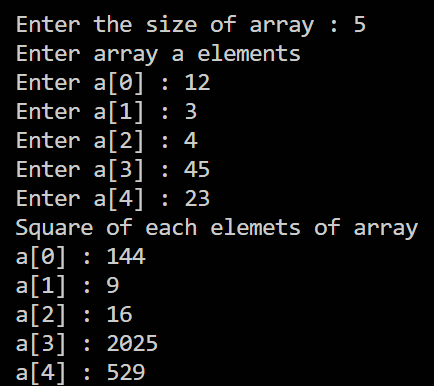 Enter the size of array : 5
Enter array a elements
Enter a[0] : 12
Enter a[1] : 3
Enter a[2] : 4
Enter a[3] : 45
Enter a[4] : 23
Square of each elemets of array
a[0] : 144
a[1] : 9
a[2] : 16
a[3] : 2025
a[4] : 529